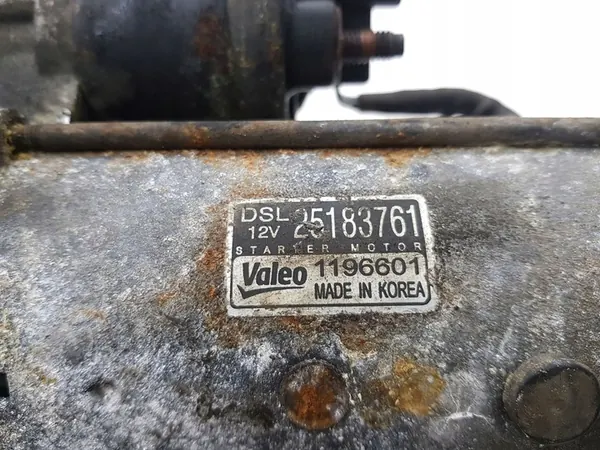 DSL 25183761
12V
STARTER MOTOR
Valeo 1196601
MADE IN KOREA